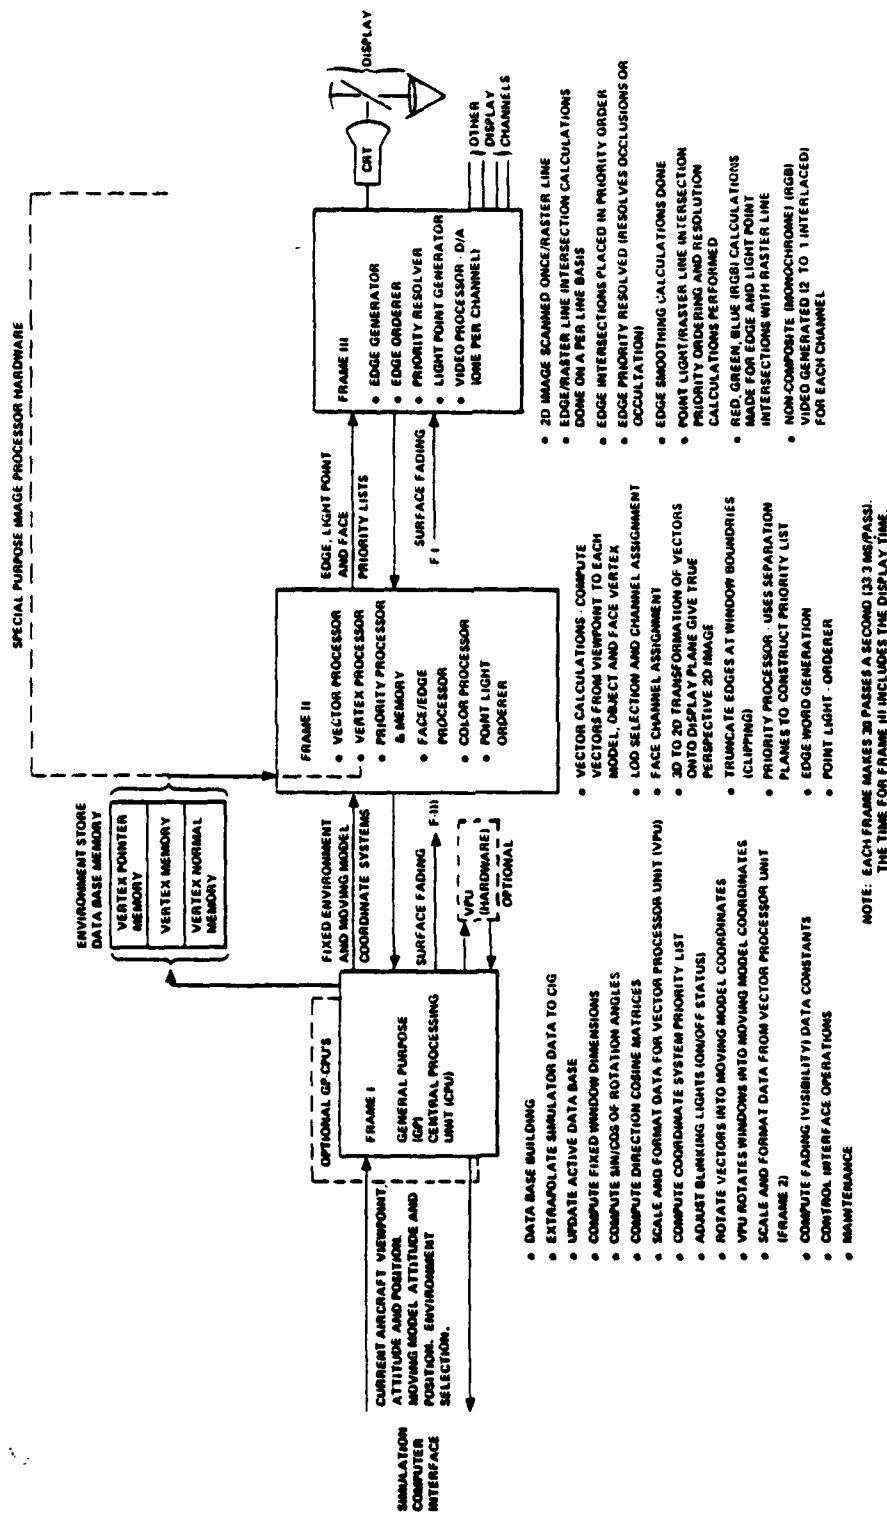 SPECIAL PURPOSE IMAGE PROCESSOR HARDWARE
SIMULATION
COMPUTER
INTERFACE
CURRENT AIRCRAFT VIEWPOINT,
ATTITUDE AND POSITION.
MOVING MODEL ATTITUDE AND
POSITION. ENVIRONMENT
SELECTION.
OPTIONAL GP-CPU'S
FRAME I
GENERAL PURPOSE
(GP)
CENTRAL PROCESSING
UNIT (CPU)
ENVIRONMENT STORE
DATA BASE MEMORY
VERTEX POINTER
MEMORY
VERTEX MEMORY
VERTEX NORMAL
MEMORY
FIXED ENVIRONMENT
AND MOVING MODEL
COORDINATE SYSTEMS
SURFACE FADING
F-III
VPU
(HARDWARE)
OPTIONAL
FRAME II
• VECTOR PROCESSOR
• VERTEX PROCESSOR
• PRIORITY PROCESSOR
& MEMORY
• FACE/EDGE
PROCESSOR
• COLOR PROCESSOR
• POINT LIGHT
ORDERER
EDGE, LIGHT POINT
AND FACE
PRIORITY LISTS
SURFACE FADING
F I
FRAME III
• EDGE GENERATOR
• EDGE ORDERER
• PRIORITY RESOLVER
• LIGHT POINT GENERATOR
• VIDEO PROCESSOR - D/A
(ONE PER CHANNEL)
CRT
DISPLAY
OTHER
DISPLAY
CHANNELS
• DATA BASE BUILDING
• EXTRAPOLATE SIMULATOR DATA TO CIG
• UPDATE ACTIVE DATA BASE
• COMPUTE FIXED WINDOW DIMENSIONS
• COMPUTE SIN/COS OF ROTATION ANGLES
• COMPUTE DIRECTION COSINE MATRICES
• SCALE AND FORMAT DATA FOR VECTOR PROCESSOR UNIT (VPU)
• COMPUTE COORDINATE SYSTEM PRIORITY LIST
• ADJUST BLINKING LIGHTS (ON/OFF STATUS)
• ROTATE VECTORS INTO MOVING MODEL COORDINATES
• VPU ROTATES WINDOWS INTO MOVING MODEL COORDINATES
• SCALE AND FORMAT DATA FROM VECTOR PROCESSOR UNIT
(FRAME 2)
• COMPUTE FADING (VISIBILITY) DATA CONSTANTS
• CONTROL INTERFACE OPERATIONS
• MAINTENANCE
• VECTOR CALCULATIONS - COMPUTE
VECTORS FROM VIEWPOINT TO EACH
MODEL, OBJECT AND FACE VERTEX
• LOD SELECTION AND CHANNEL ASSIGNMENT
• FACE CHANNEL ASSIGNMENT
• 3D TO 2D TRANSFORMATION OF VECTORS
ONTO DISPLAY PLANE GIVE TRUE
PERSPECTIVE 2D IMAGE
• TRUNCATE EDGES AT WINDOW BOUNDRIES
(CLIPPING)
• PRIORITY PROCESSOR - USES SEPARATION
PLANES TO CONSTRUCT PRIORITY LIST
• EDGE WORD GENERATION
• POINT LIGHT - ORDERER
• 2D IMAGE SCANNED ONCE/RASTER LINE
• EDGE/RASTER LINE INTERSECTION CALCULATIONS
DONE ON A PER LINE BASIS
• EDGE INTERSECTIONS PLACED IN PRIORITY ORDER
• EDGE PRIORITY RESOLVED (RESOLVES OCCLUSIONS OR
OCCULTATION)
• EDGE SMOOTHING CALCULATIONS DONE
• POINT LIGHT/RASTER LINE INTERSECTION
PRIORITY ORDERING AND RESOLUTION
CALCULATIONS PERFORMED
• RED, GREEN, BLUE (RGB) CALCULATIONS
MADE FOR EDGE AND LIGHT POINT
INTERSECTIONS WITH RASTER LINE
• NON-COMPOSITE (MONOCHROME) (RGB)
VIDEO GENERATED (2 TO 1 INTERLACED)
FOR EACH CHANNEL
NOTE: EACH FRAME MAKES 30 PASSES A SECOND (33.3 MS/PASS).
THE TIME FOR FRAME III INCLUDES THE DISPLAY TIME.